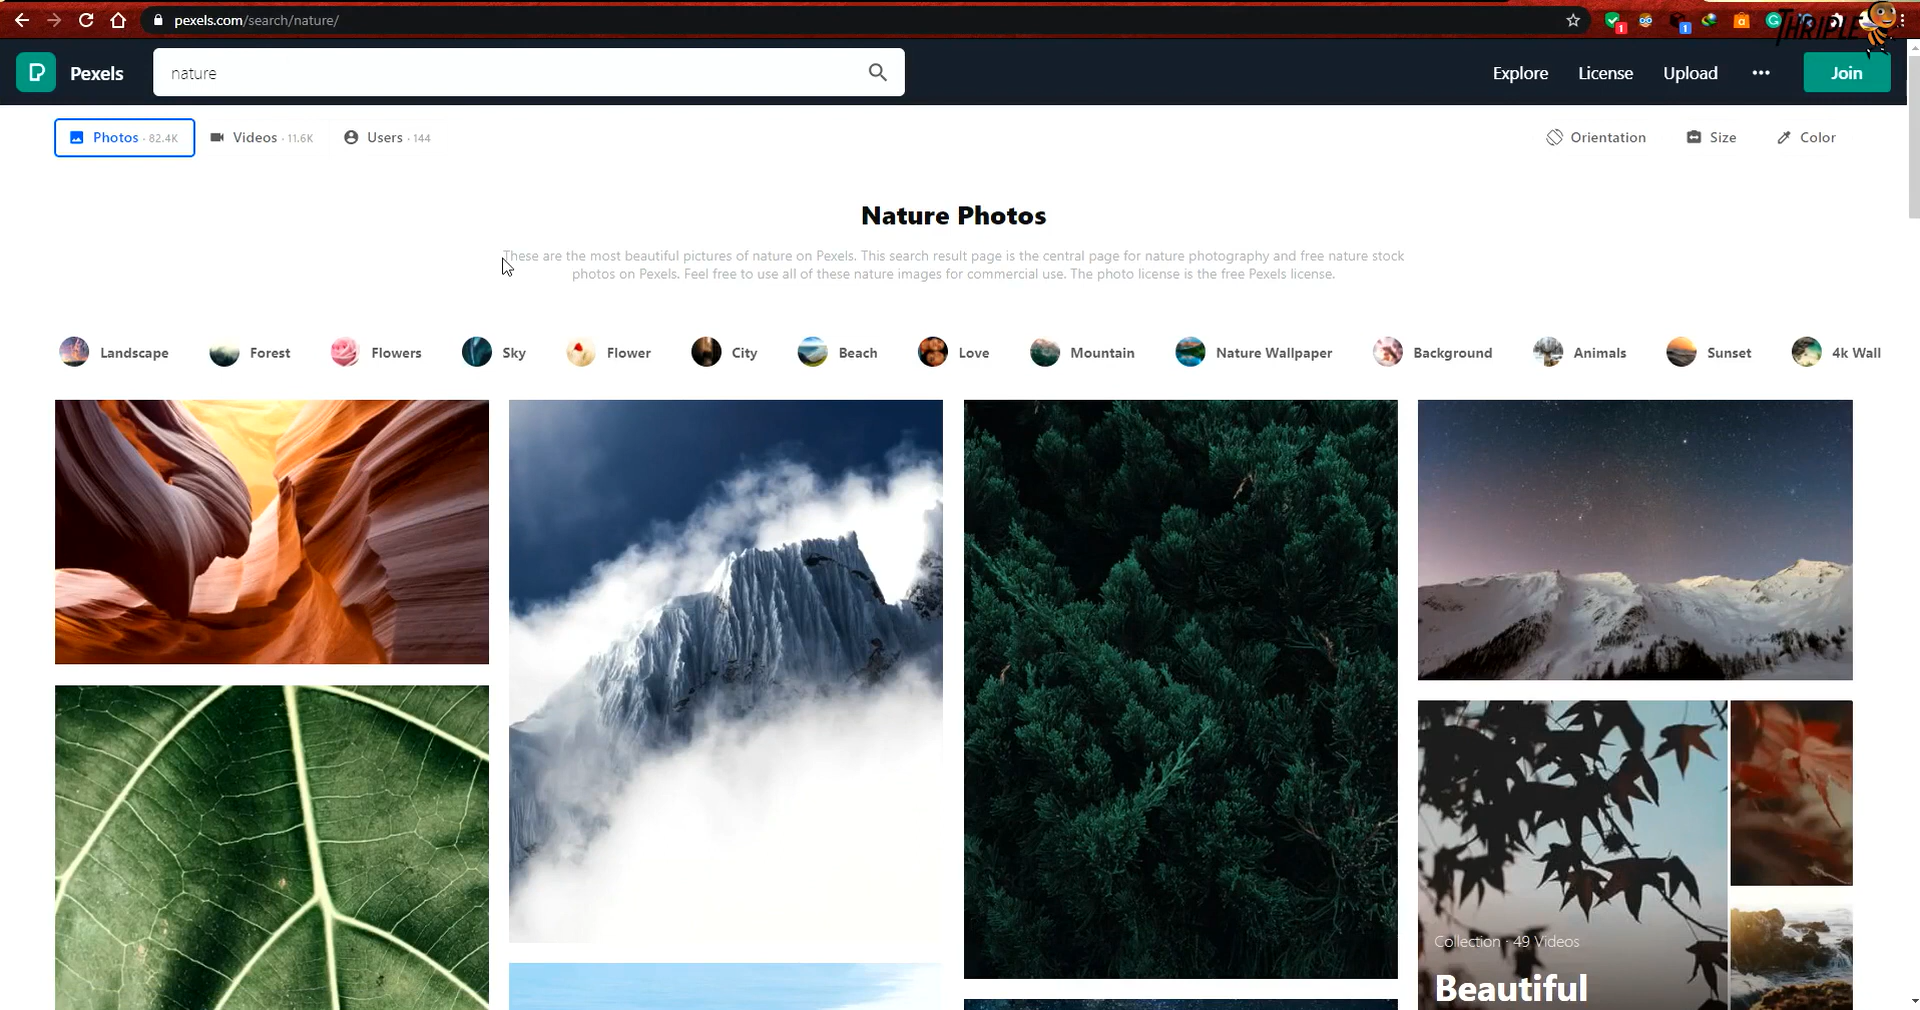 pexels.com/search/nature/
THRIPLE
Pexels
nature
Explore
License
Upload
Join
Photos · 82.4K
Videos · 11.6K
Users · 144
Orientation
Size
Color
Nature Photos
These are the most beautiful pictures of nature on Pexels. This search result page is the central page for nature photography and free nature stock
photos on Pexels. Feel free to use all of these nature images for commercial use. The photo license is the free Pexels license.
Landscape
Forest
Flowers
Sky
Flower
City
Beach
Love
Mountain
Nature Wallpaper
Background
Animals
Sunset
4k Wall
Collection · 49 Videos
Beautiful